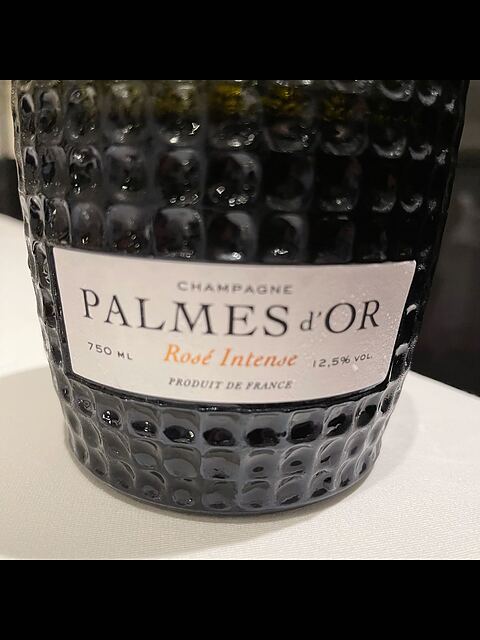 CHAMPAGNE
PALMES d'OR
750 ML Rosé Intense 12,5% VOL.
PRODUIT DE FRANCE